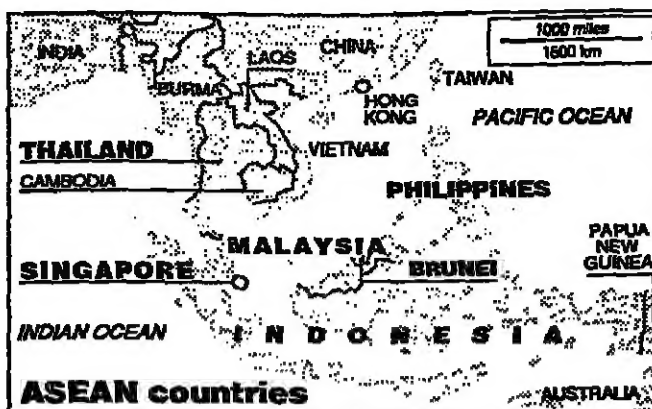 1000 miles
1600 km
INDIA
CHINA
LAOS
BURMA
TAIWAN
HONG
KONG
PACIFIC OCEAN
THAILAND
VIETNAM
CAMBODIA
PHILIPPINES
MALAYSIA
PAPUA
NEW
GUINEA
SINGAPORE
BRUNEI
INDIAN OCEAN
INDONESIA
ASEAN countries
AUSTRALIA